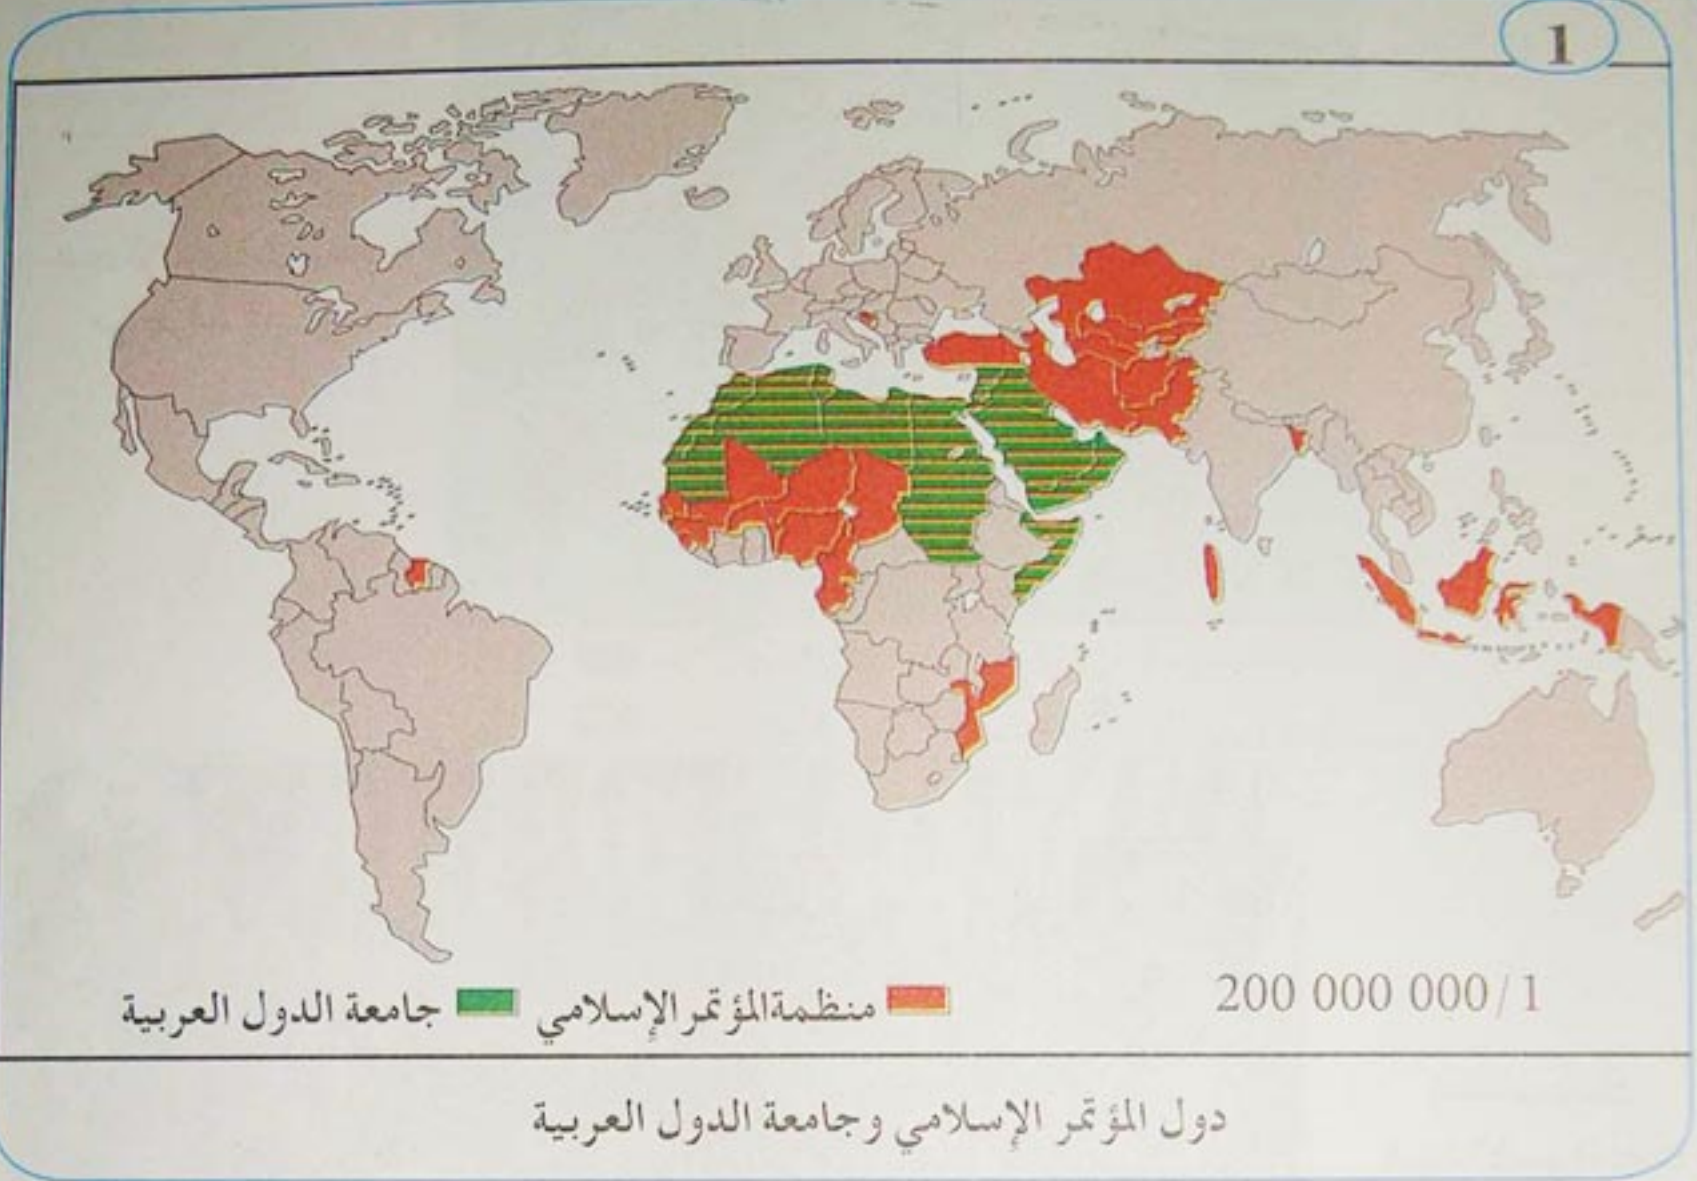 1
200 000 000/1
منظمة المؤتمر الإسلامي
جامعة الدول العربية
دول المؤتمر الإسلامي وجامعة الدول العربية